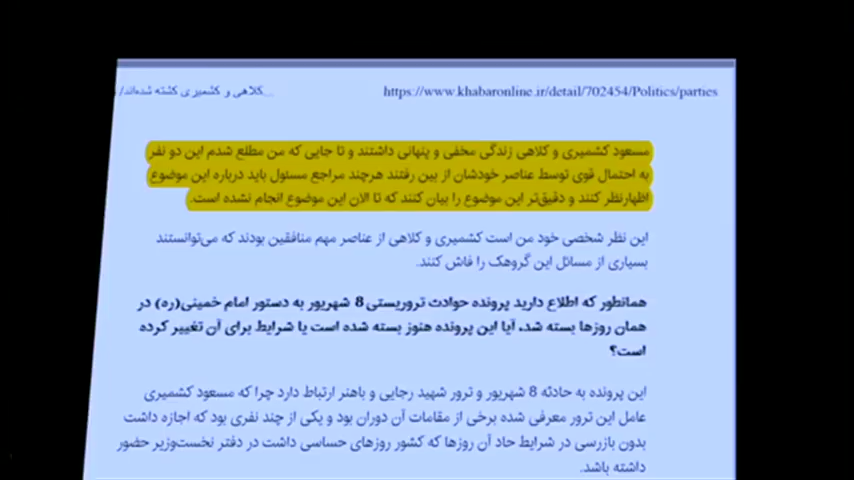 کلاهی و کشمیری کشته شده‌اند/...
https://www.khabaronline.ir/detail/702454/Politics/parties
مسعود کشمیری و کلاهی زندگی مخفی و پنهانی داشتند و تا جایی که من مطلع شدم این دو نفر
به احتمال قوی توسط عناصر خودشان از بین رفتند هرچند مراجع مسئول باید درباره این موضوع
اظهارنظر کنند و دقیق‌تر این موضوع را بیان کنند که تا الان این موضوع انجام نشده است.
این نظر شخصی خود من است کشمیری و کلاهی از عناصر مهم منافقین بودند که می‌توانستند
بسیاری از مسائل این گروهک را فاش کنند.
همانطور که اطلاع دارید پرونده حوادث تروریستی 8 شهریور به دستور امام خمینی(ره) در
همان روزها بسته شد، آیا این پرونده هنوز بسته شده است یا شرایط برای آن تغییر کرده
است؟
این پرونده به حادثه 8 شهریور و ترور شهید رجایی و باهنر ارتباط دارد چرا که مسعود کشمیری
عامل این ترور معرفی شده برخی از مقامات آن دوران بود و یکی از چند نفری بود که اجازه داشت
بدون بازرسی در شرایط حاد آن روزها که کشور روزهای حساسی داشت در دفتر نخست‌وزیر حضور
داشته باشد.